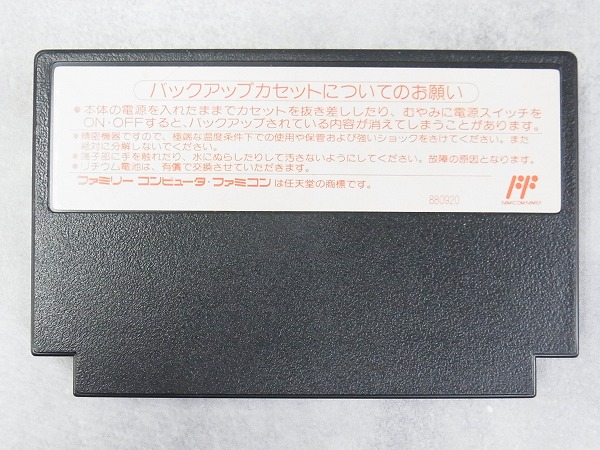 バックアップカセットについてのお願い
●本体の電源を入れたままでカセットを抜き差ししたり、むやみに電源スイッチを
ON・OFFすると、バックアップされている内容が消えてしまうことがあります。
●精密機器ですので、極端な温度条件下での使用や保管および強いショックをさけてください。また
絶対に分解しないでください。
●端子部に手を触れたり、水にぬらしたりして汚さないようにしてください。故障の原因となります。
●リチウム電池は、有償で交換させていただきます。
ファミリーコンピュータ・ファミコンは任天堂の商標です。
880920
FF